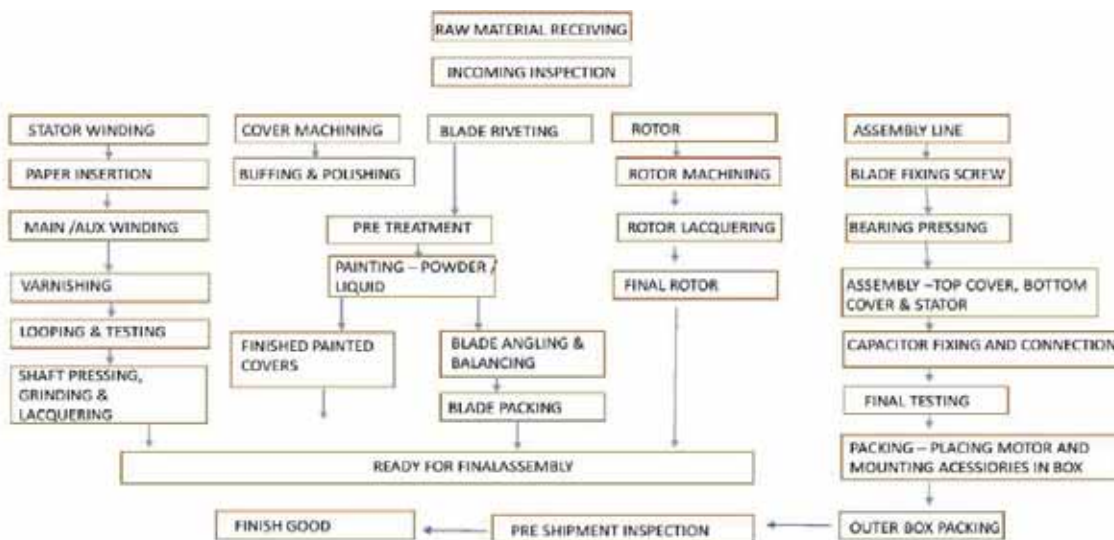 RAW MATERIAL RECEIVING
INCOMING INSPECTION
STATOR WINDING
COVER MACHINING
BLADE RIVETING
ROTOR
ASSEMBLY LINE
PAPER INSERTION
BUFFING & POLISHING
ROTOR MACHINING
BLADE FIXING SCREW
MAIN /AUX WINDING
PRE TREATMENT
ROTOR LACQUERING
BEARING PRESSING
VARNISHING
PAINTING – POWDER /
LIQUID
FINAL ROTOR
ASSEMBLY –TOP COVER, BOTTOM
COVER & STATOR
LOOPING & TESTING
FINISHED PAINTED
COVERS
BLADE ANGLING &
BALANCING
CAPACITOR FIXING AND CONNECTION
SHAFT PRESSING,
GRINDING &
LACQUERING
BLADE PACKING
FINAL TESTING
READY FOR FINALASSEMBLY
PACKING – PLACING MOTOR AND
MOUNTING ACESSIORIES IN BOX
FINISH GOOD
PRE SHIPMENT INSPECTION
OUTER BOX PACKING